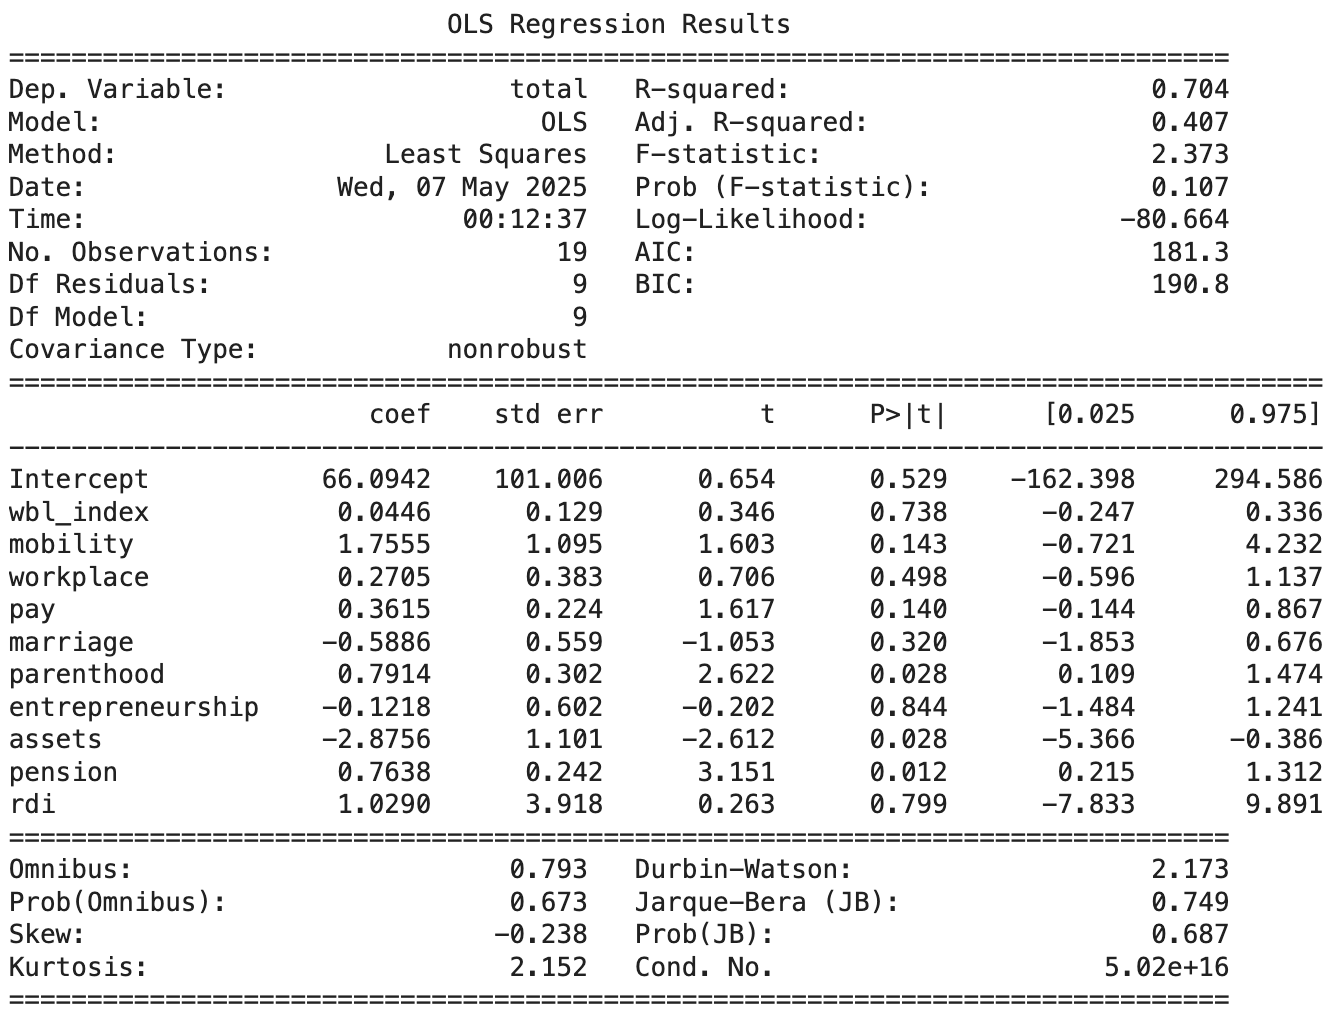 OLS Regression Results
==============================================================================
Dep. Variable: total R-squared: 0.704
Model: OLS Adj. R-squared: 0.407
Method: Least Squares F-statistic: 2.373
Date: Wed, 07 May 2025 Prob (F-statistic): 0.107
Time: 00:12:37 Log-Likelihood: -80.664
No. Observations: 19 AIC: 181.3
Df Residuals: 9 BIC: 190.8
Df Model: 9
Covariance Type: nonrobust
====================================================================================
coef std err t P>|t| [0.025 0.975]
------------------------------------------------------------------------------------
Intercept 66.0942 101.006 0.654 0.529 -162.398 294.586
wbl_index 0.0446 0.129 0.346 0.738 -0.247 0.336
mobility 1.7555 1.095 1.603 0.143 -0.721 4.232
workplace 0.2705 0.383 0.706 0.498 -0.596 1.137
pay 0.3615 0.224 1.617 0.140 -0.144 0.867
marriage -0.5886 0.559 -1.053 0.320 -1.853 0.676
parenthood 0.7914 0.302 2.622 0.028 0.109 1.474
entrepreneurship -0.1218 0.602 -0.202 0.844 -1.484 1.241
assets -2.8756 1.101 -2.612 0.028 -5.366 -0.386
pension 0.7638 0.242 3.151 0.012 0.215 1.312
rdi 1.0290 3.918 0.263 0.799 -7.833 9.891
==============================================================================
Omnibus: 0.793 Durbin-Watson: 2.173
Prob(Omnibus): 0.673 Jarque-Bera (JB): 0.749
Skew: -0.238 Prob(JB): 0.687
Kurtosis: 2.152 Cond. No. 5.02e+16
==============================================================================